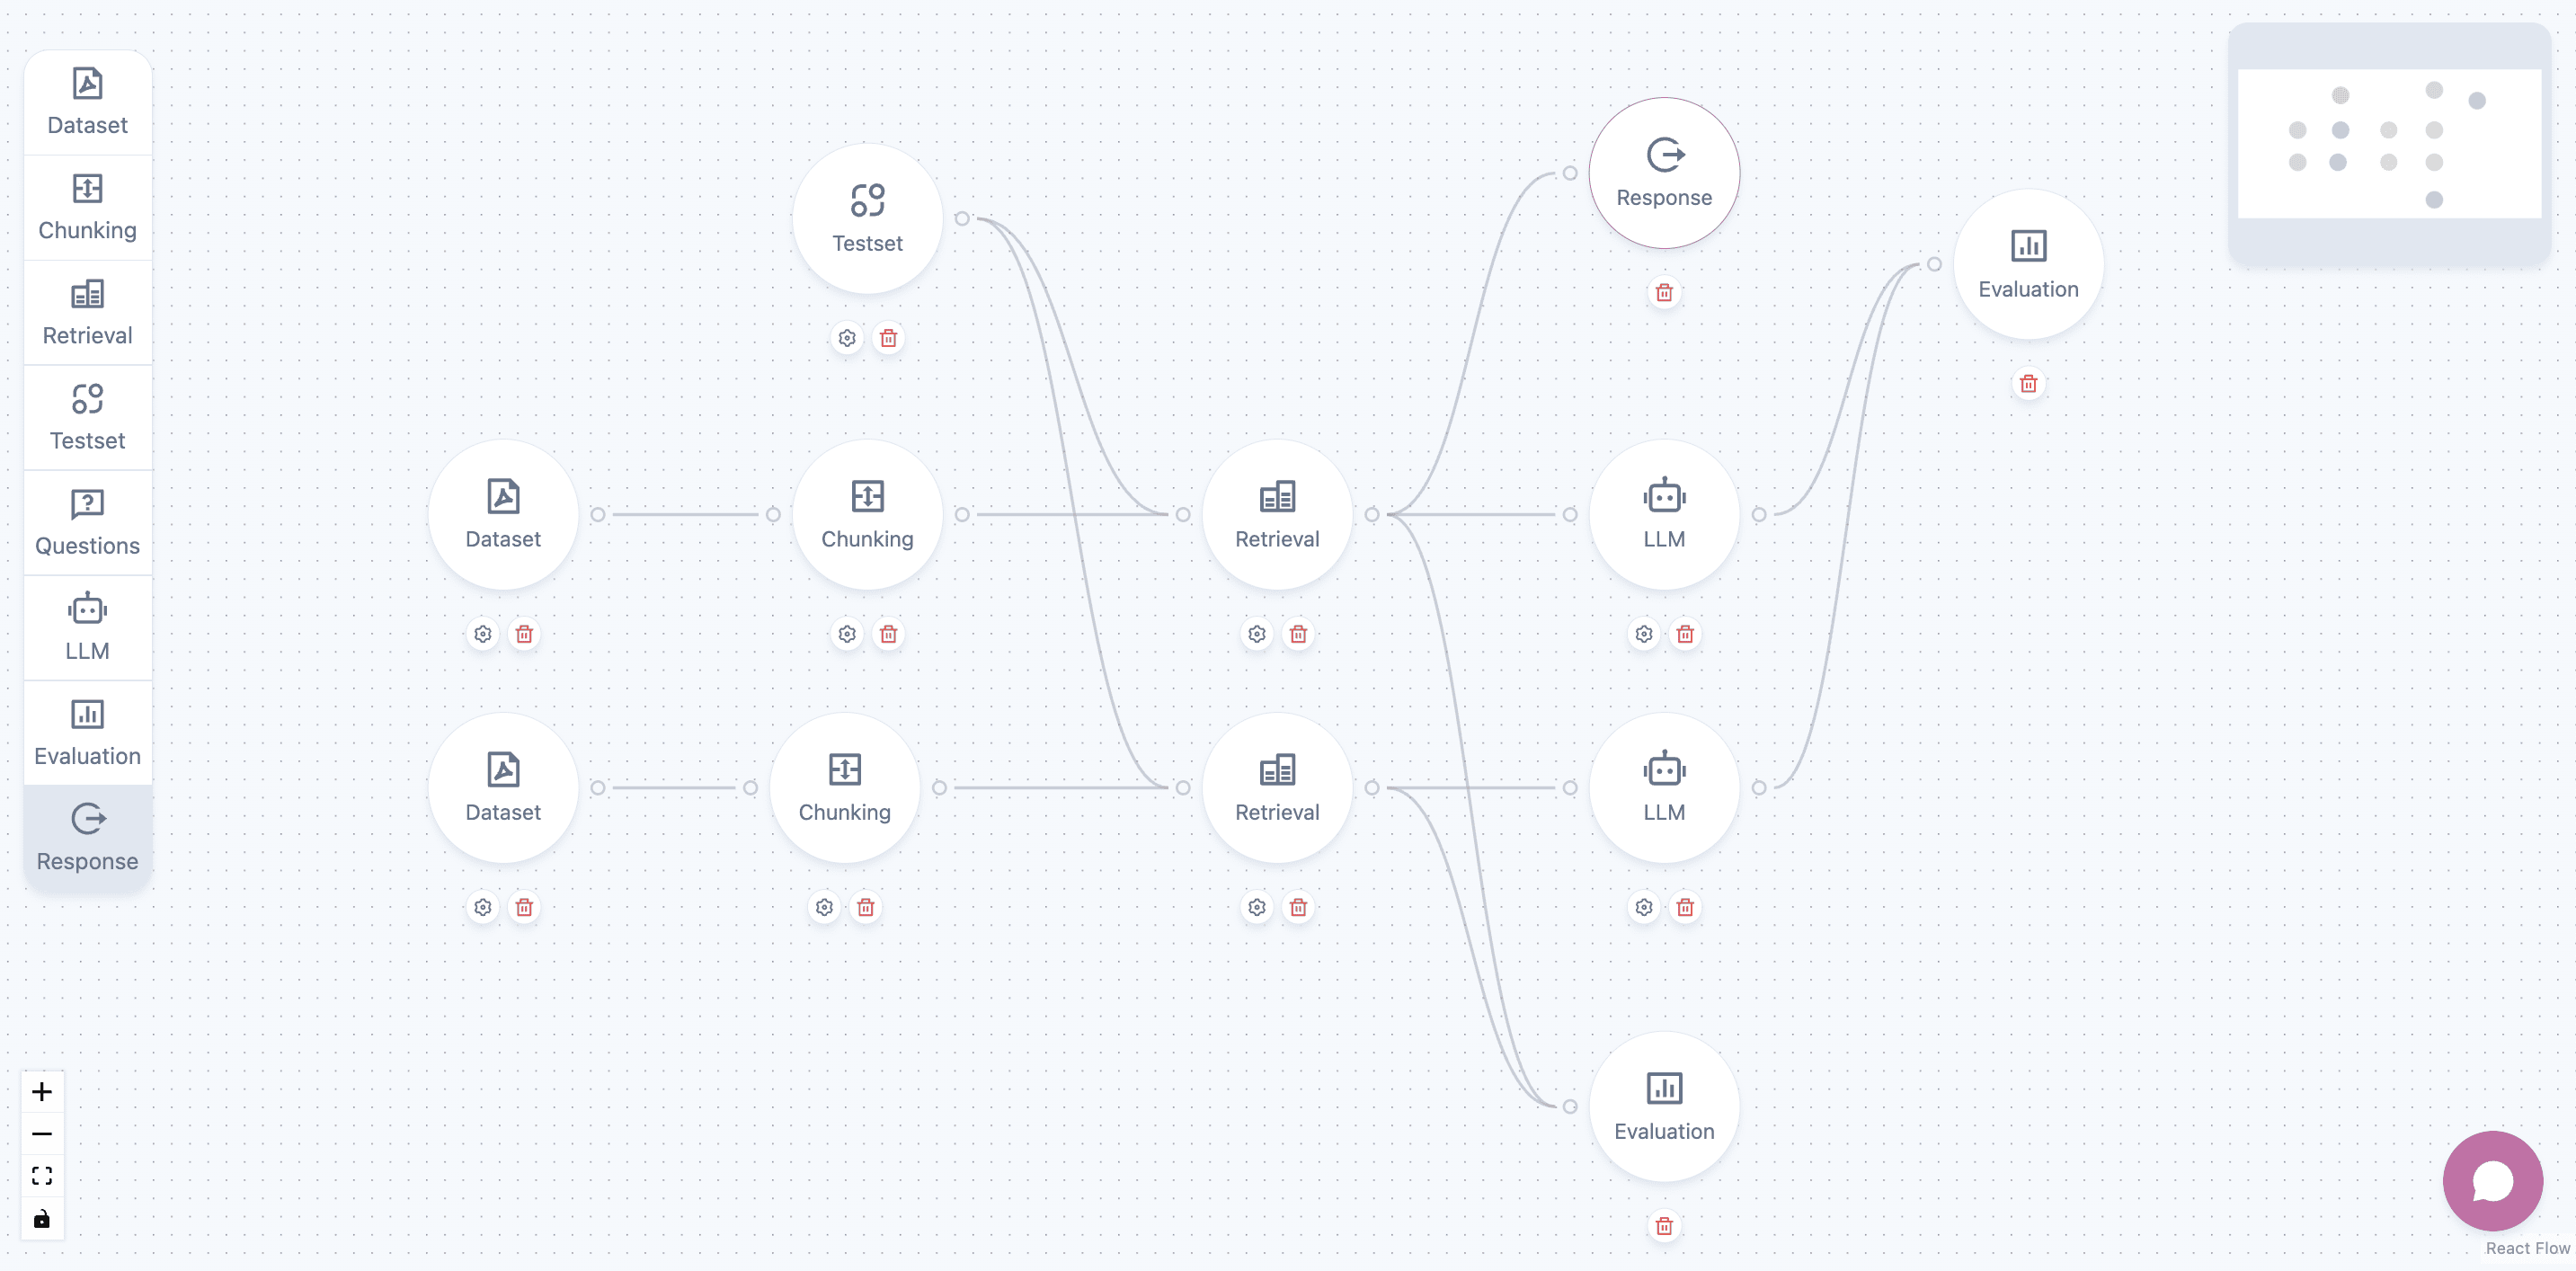 Dataset
Chunking
Retrieval
Testset
Questions
LLM
Evaluation
Response
Testset
Response
Evaluation
Dataset
Chunking
Retrieval
LLM
Dataset
Chunking
Retrieval
LLM
Evaluation
React Flow